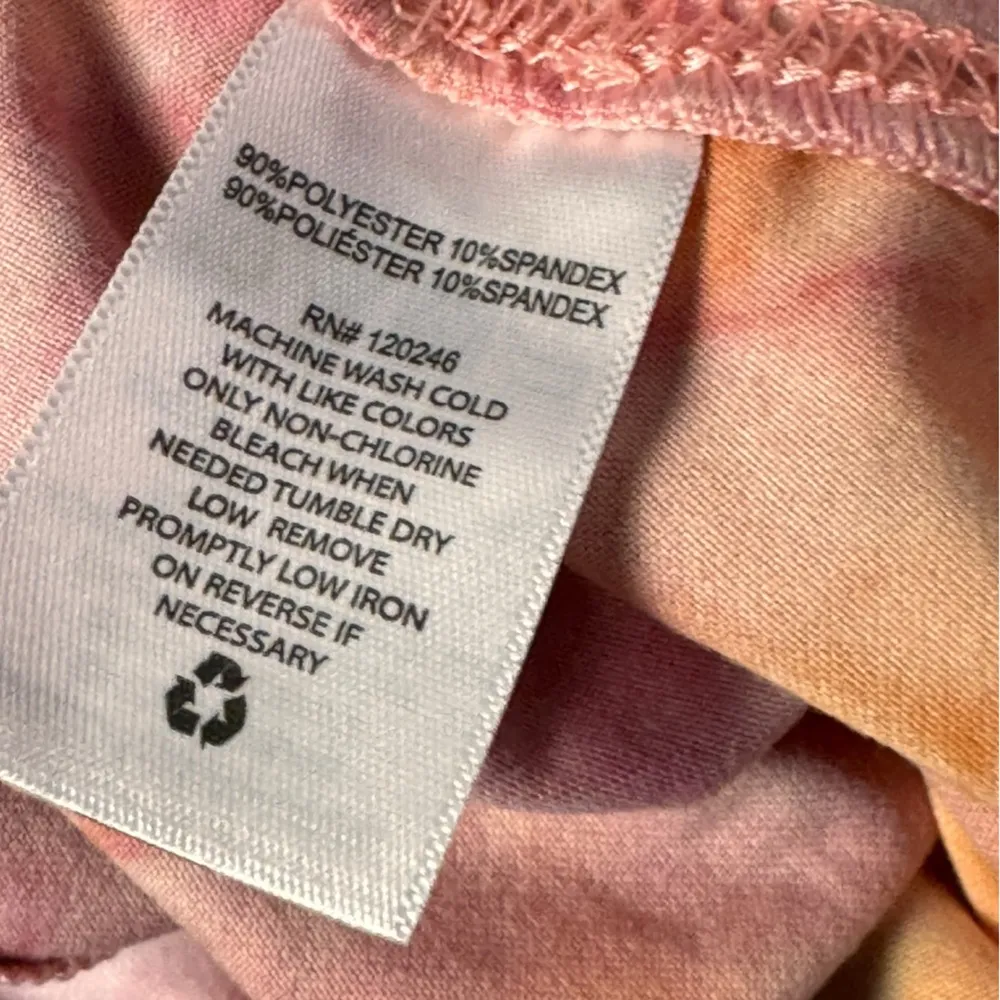 90%POLYESTER 10%SPANDEX
90%POLIÉSTER 10%SPANDEX
RN# 120246
MACHINE WASH COLD
WITH LIKE COLORS
ONLY NON-CHLORINE
BLEACH WHEN
NEEDED TUMBLE DRY
LOW REMOVE
PROMPTLY LOW IRON
ON REVERSE IF
NECESSARY